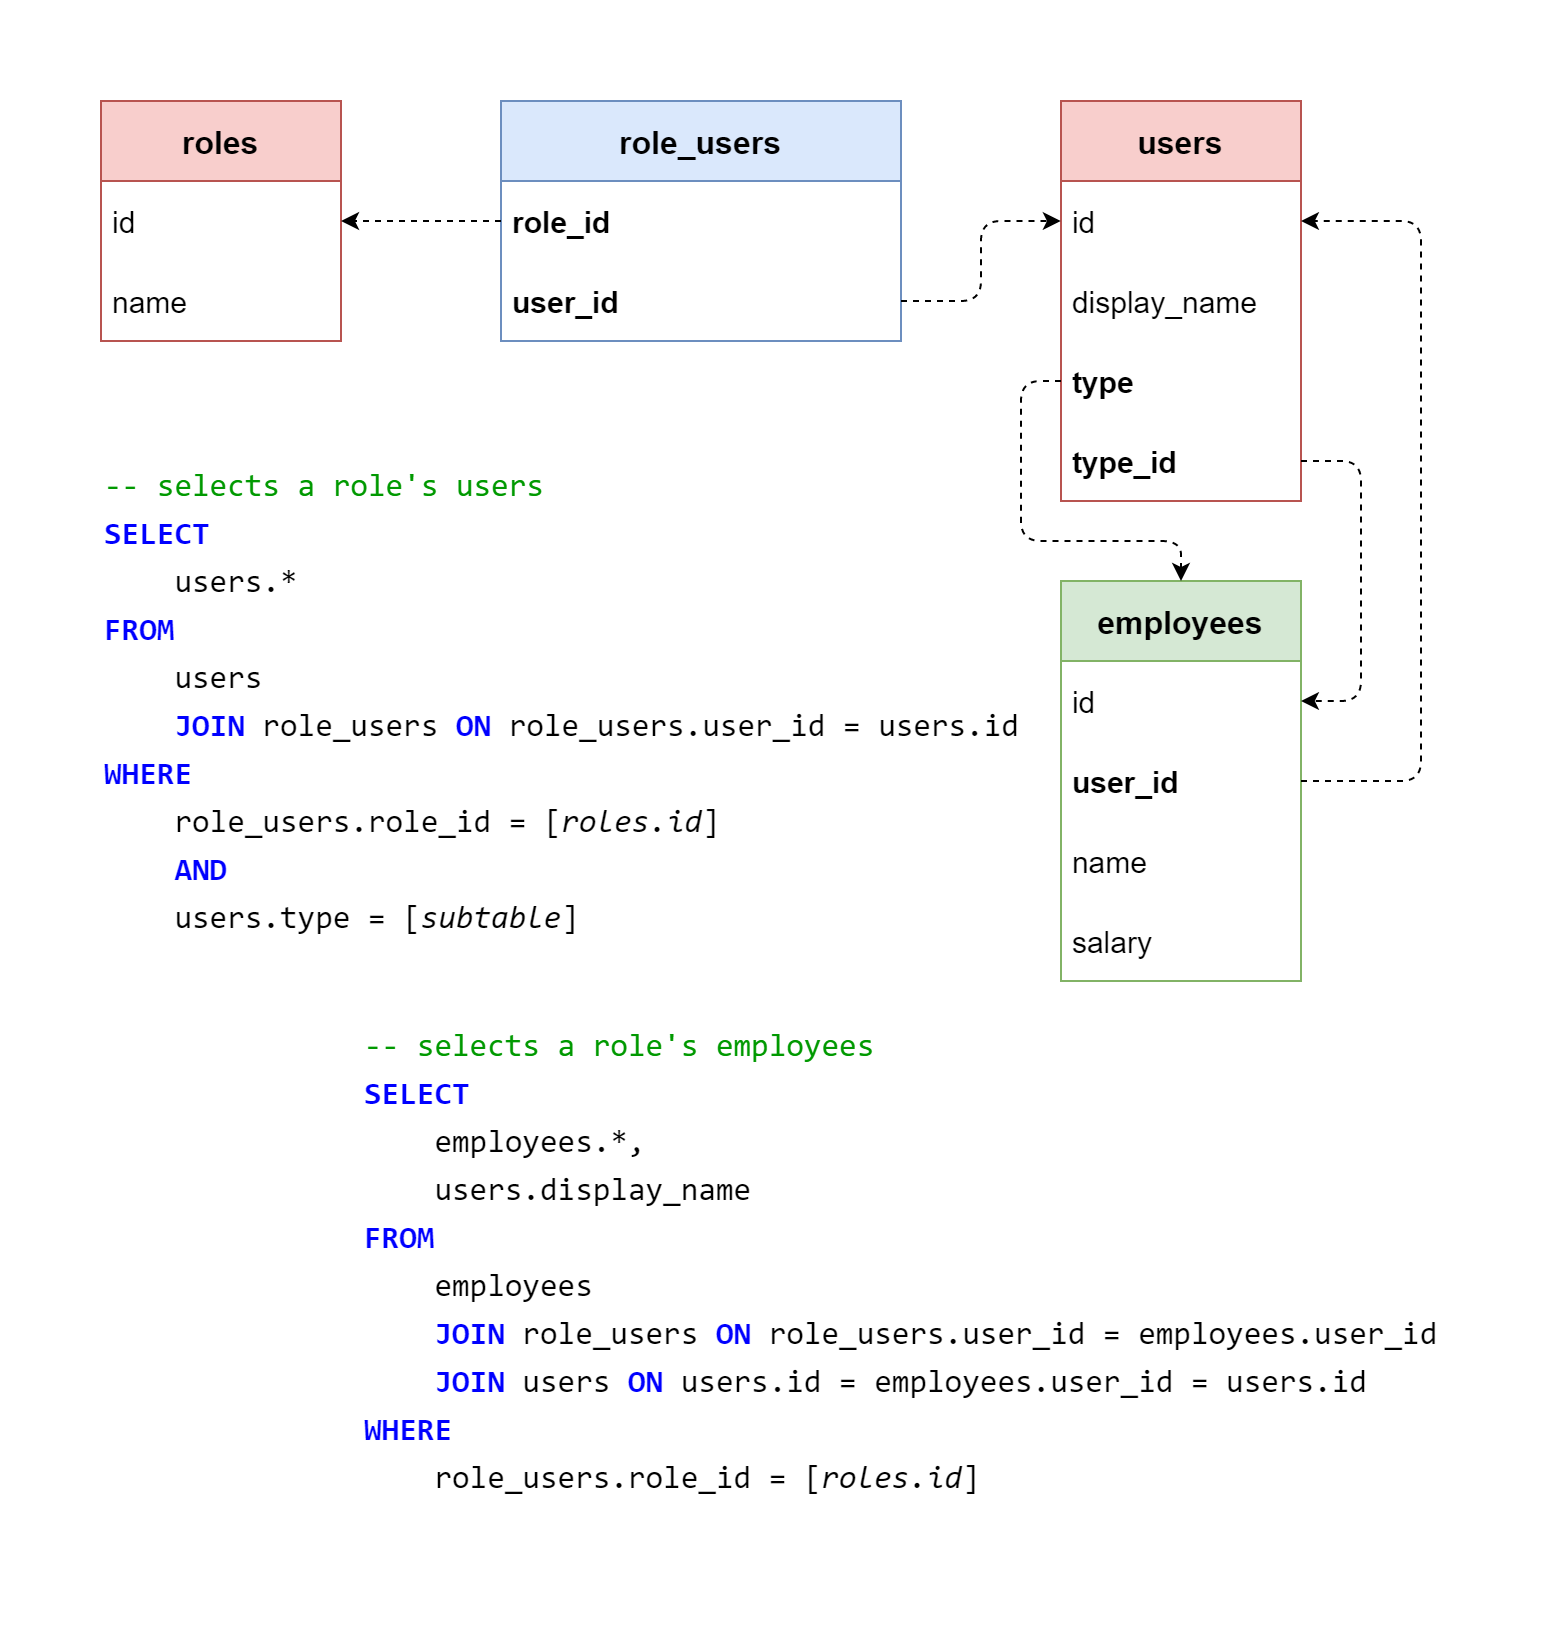 roles
id
name
role_users
role_id
user_id
users
id
display_name
type
type_id
employees
id
user_id
name
salary
-- selects a role's users
SELECT
users.*
FROM
users
JOIN role_users ON role_users.user_id = users.id
WHERE
role_users.role_id = [roles.id]
AND
users.type = [subtable]
-- selects a role's employees
SELECT
employees.*,
users.display_name
FROM
employees
JOIN role_users ON role_users.user_id = employees.user_id
JOIN users ON users.id = employees.user_id = users.id
WHERE
role_users.role_id = [roles.id]